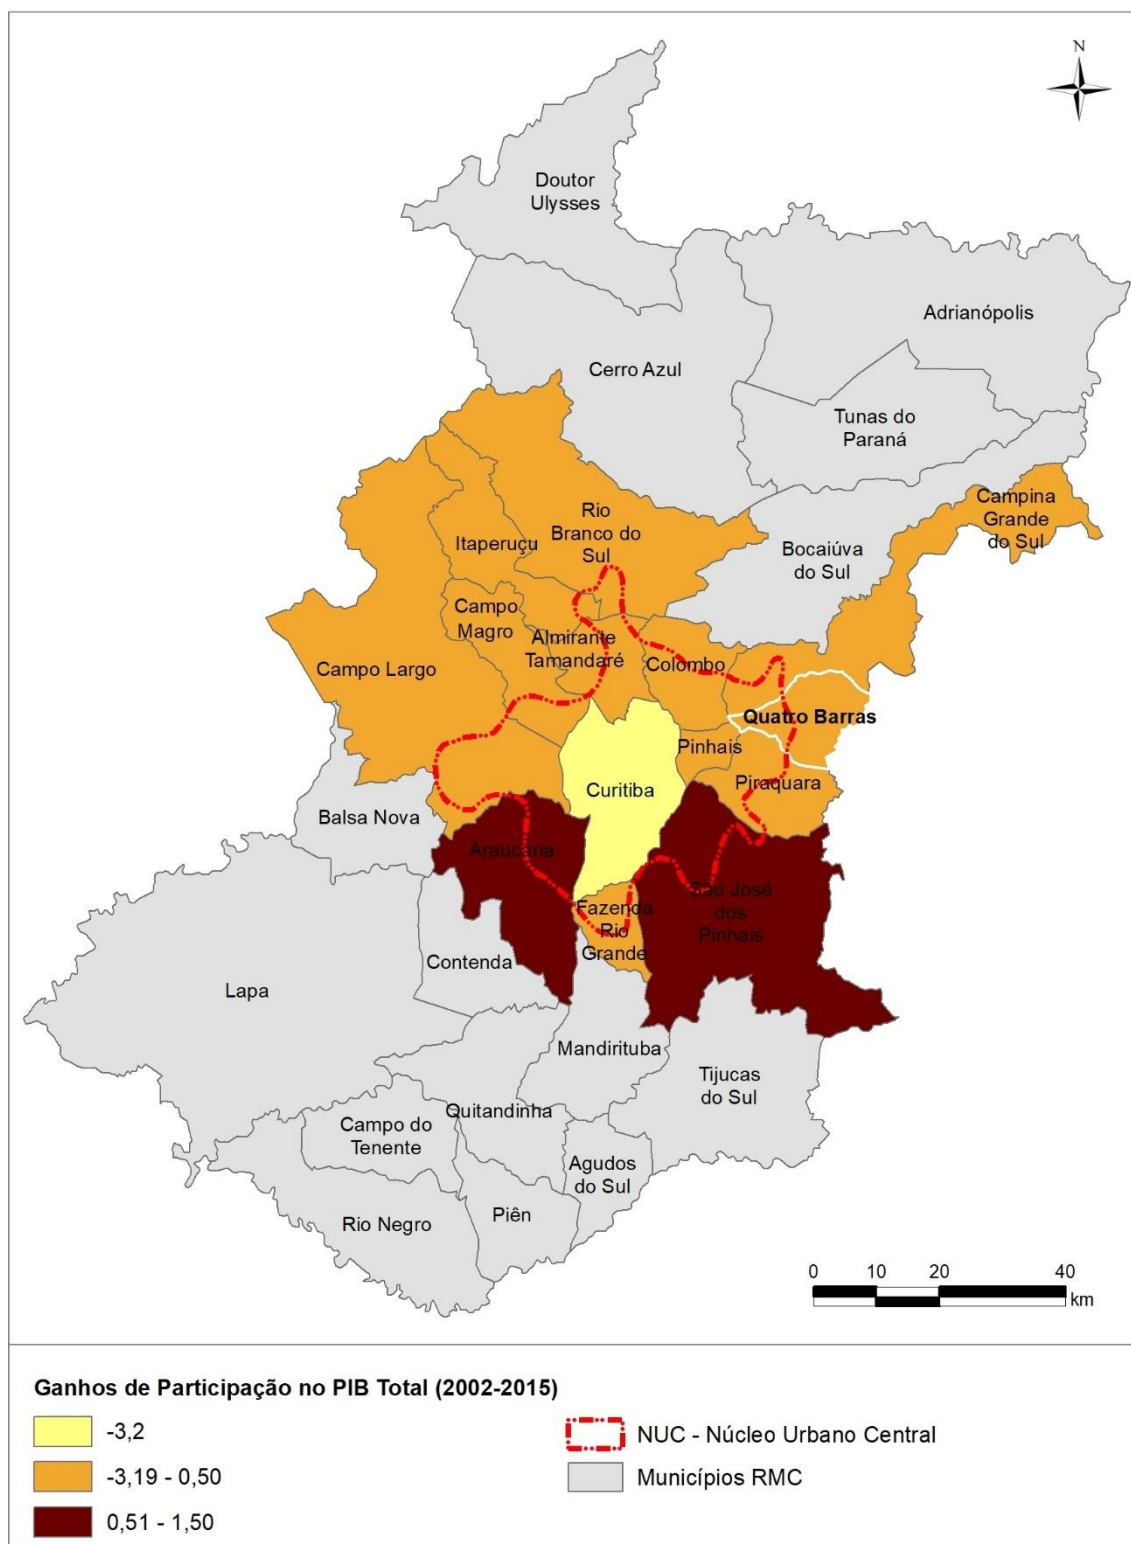 N
Doutor
Ulysses
Adrianópolis
Cerro Azul
Tunas do
Paraná
Campina
Grande
do Sul
Rio
Branco do
Sul
Itaperuçu
Bocaiúva
do Sul
Campo
Magro
Almirante
Tamandaré
Colombo
Campo Largo
Quatro Barras
Pinhais
Piraquara
Curitiba
Balsa Nova
Araucária
São José
dos
Pinhais
Fazenda
Rio
Grande
Contenda
Lapa
Mandirituba
Tijucas
do Sul
Quitandinha
Campo do
Tenente
Agudos
do Sul
Rio Negro
Piên
0 10 20 40
km
Ganhos de Participação no PIB Total (2002-2015)
-3,2
-3,19 - 0,50
0,51 - 1,50
NUC - Núcleo Urbano Central
Municípios RMC